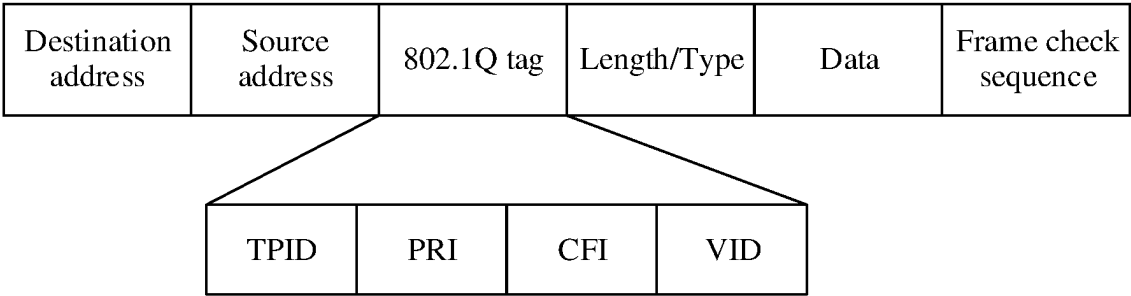 Destination
address
Source
address
802.1Q tag
Length/Type
Data
Frame check
sequence
TPID
PRI
CFI
VID